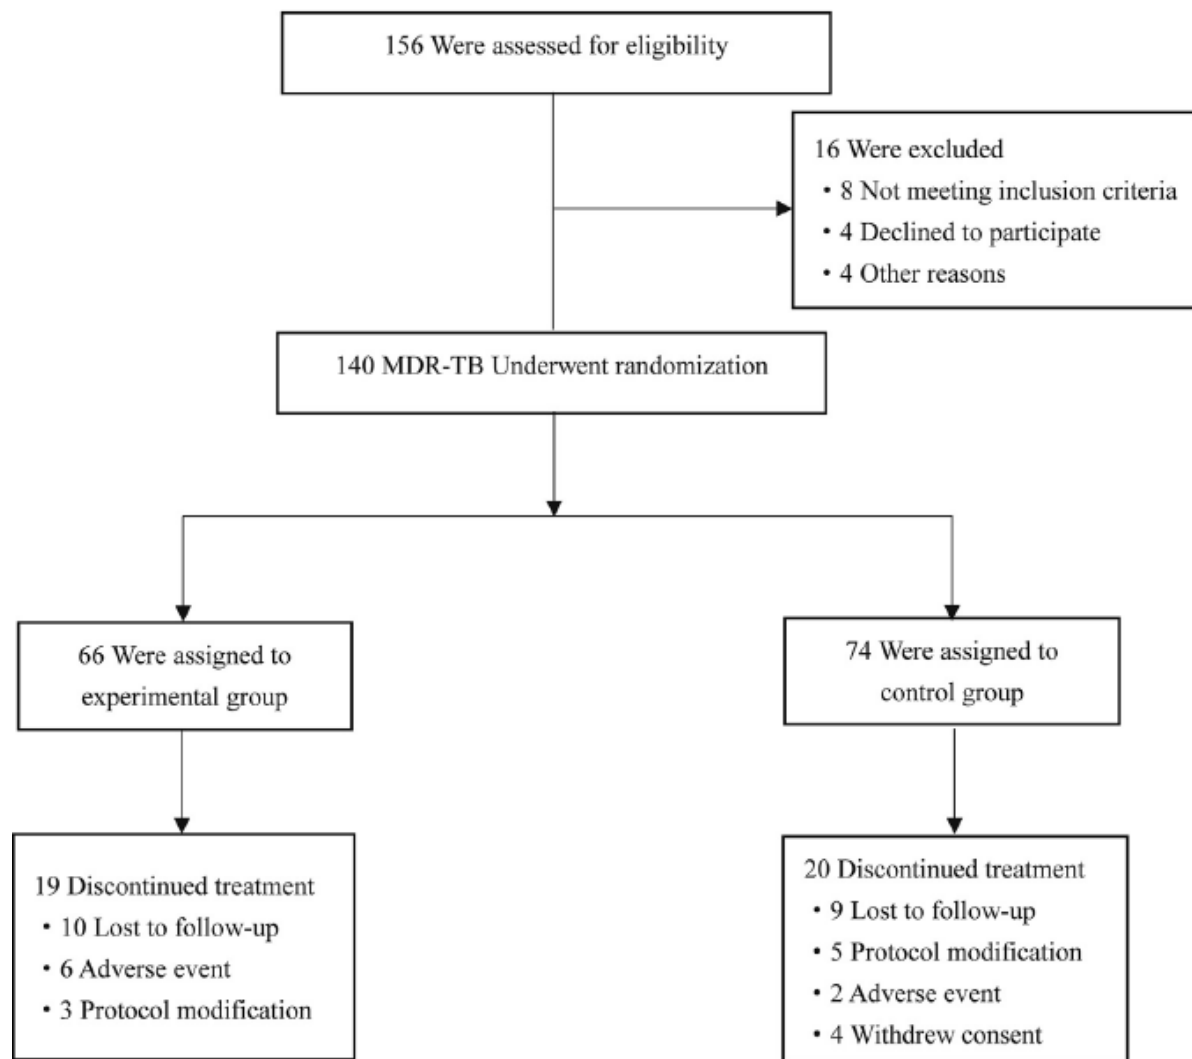 156 Were assessed for eligibility
16 Were excluded
・8 Not meeting inclusion criteria
・4 Declined to participate
・4 Other reasons
140 MDR-TB Underwent randomization
66 Were assigned to
experimental group
74 Were assigned to
control group
19 Discontinued treatment
・10 Lost to follow-up
・6 Adverse event
・3 Protocol modification
20 Discontinued treatment
・9 Lost to follow-up
・5 Protocol modification
・2 Adverse event
・4 Withdrew consent